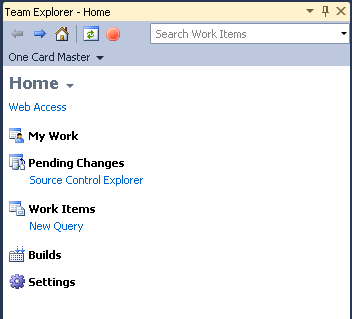 Team Explorer - Home
Search Work Items
One Card Master
Home
Web Access
My Work
Pending Changes
Source Control Explorer
Work Items
New Query
Builds
Settings